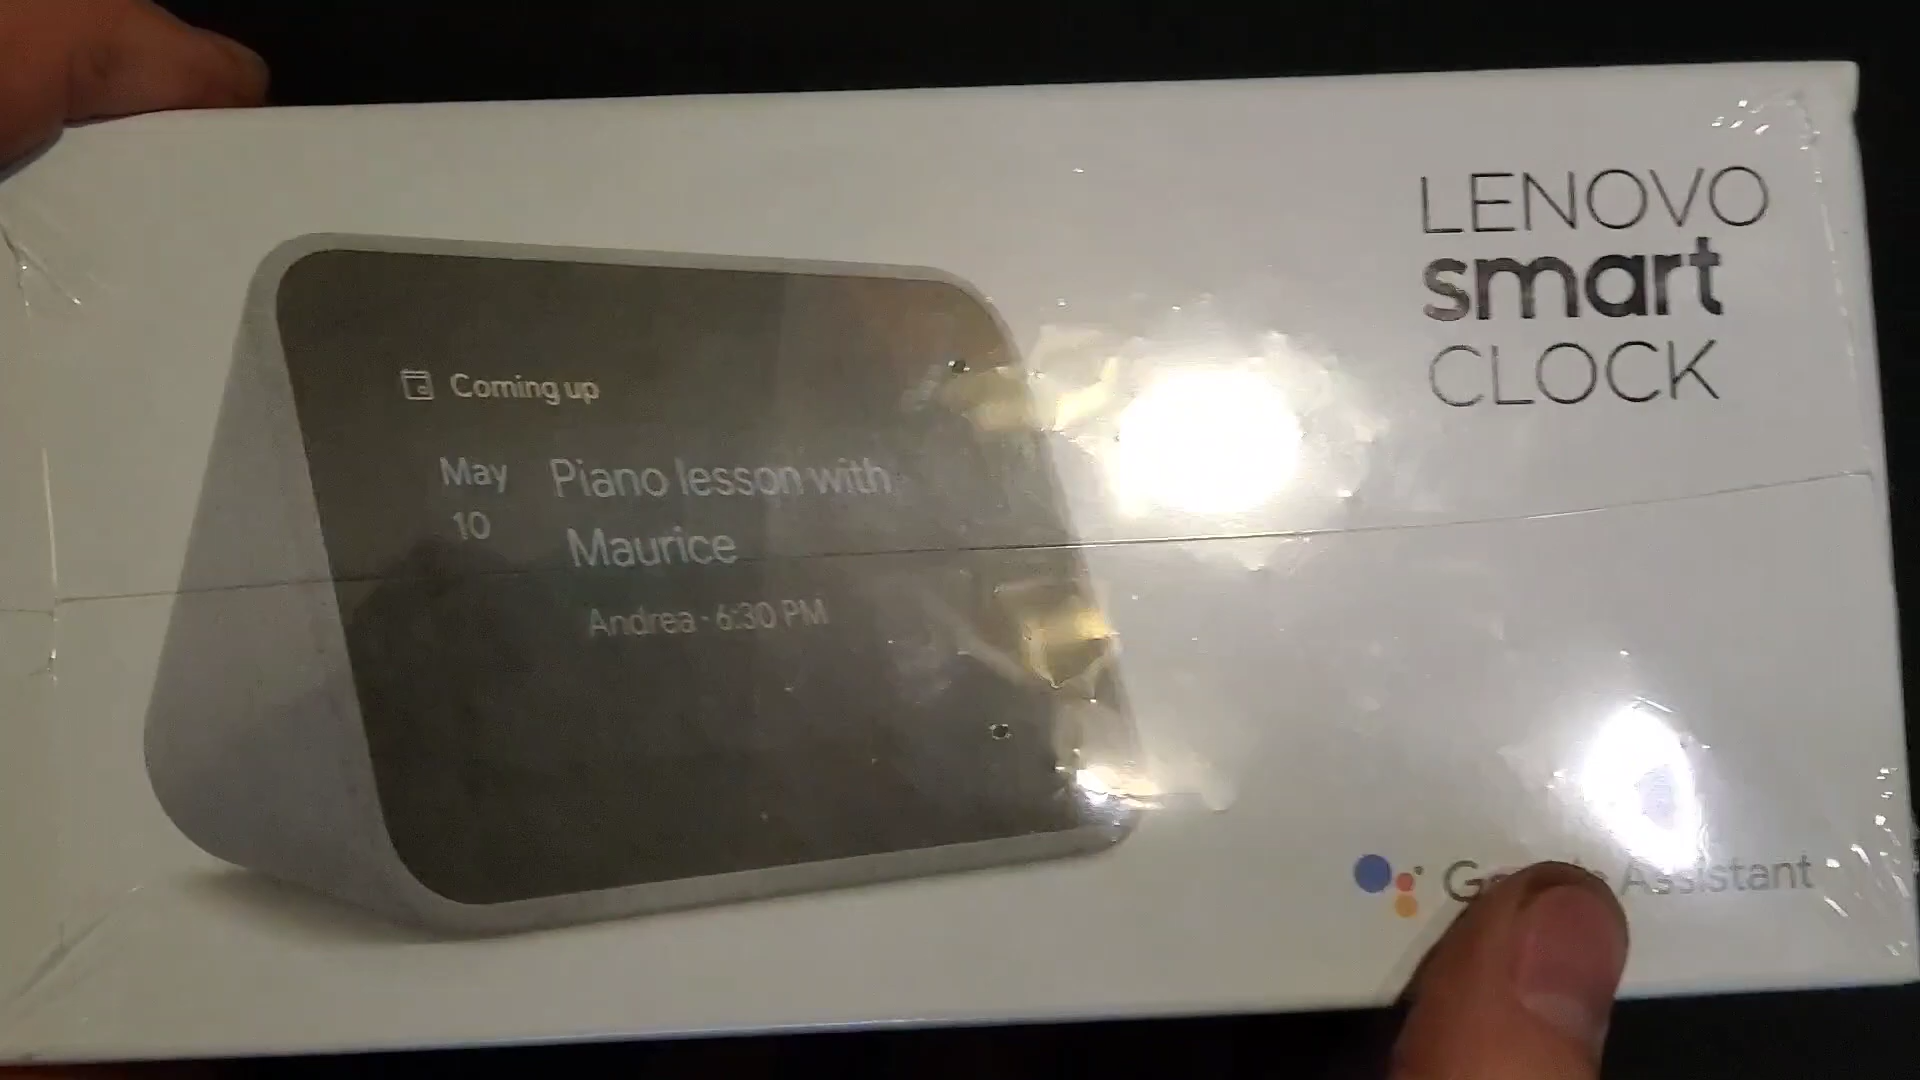 LENOVO
smart
CLOCK
Coming up
May
10
Piano lesson with
Maurice
Andrea · 6:30 PM
Assistant